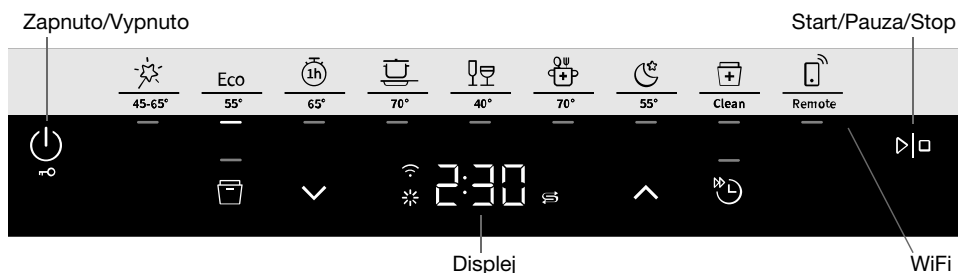 Zapnuto/Vypnuto Start/Pauza/Stop
Eco 1h
45-65° 55° 65° 70° 40° 70° 55° Clean Remote
2:30
Displej WiFi